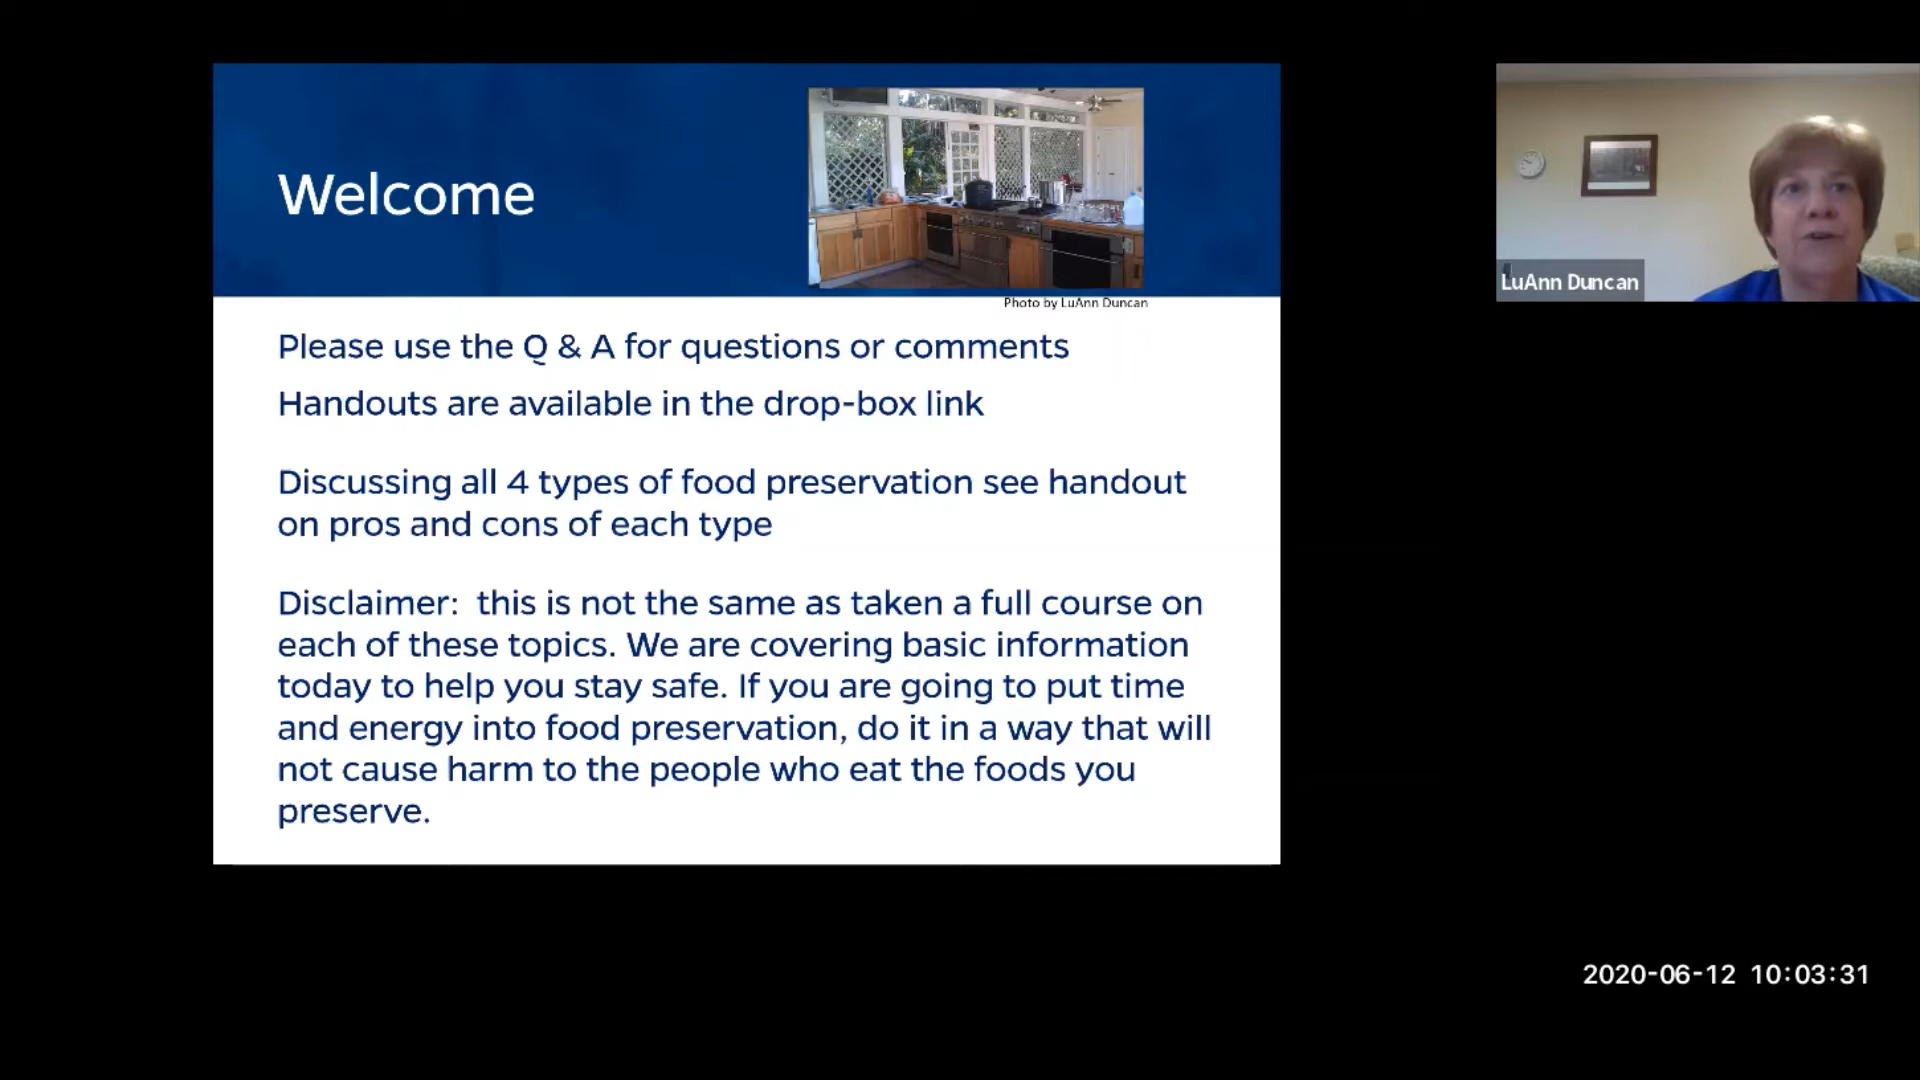 Welcome
Photo by LuAnn Duncan
Please use the Q & A for questions or comments
Handouts are available in the drop-box link
Discussing all 4 types of food preservation see handout
on pros and cons of each type
Disclaimer:  this is not the same as taken a full course on
each of these topics. We are covering basic information
today to help you stay safe. If you are going to put time
and energy into food preservation, do it in a way that will
not cause harm to the people who eat the foods you
preserve.
LuAnn Duncan
2020-06-12 10:03:31